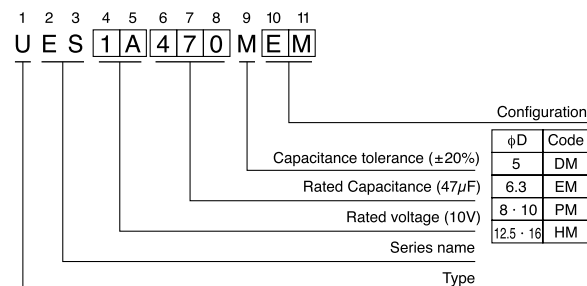 1 2 3 4 5 6 7 8 9 10 11
U E S 1 A 4 7 0 M E M
Configuration
φD Code
5 DM
6.3 EM
8 · 10 PM
12.5 · 16 HM
Capacitance tolerance (±20%)
Rated Capacitance (47µF)
Rated voltage (10V)
Series name
Type